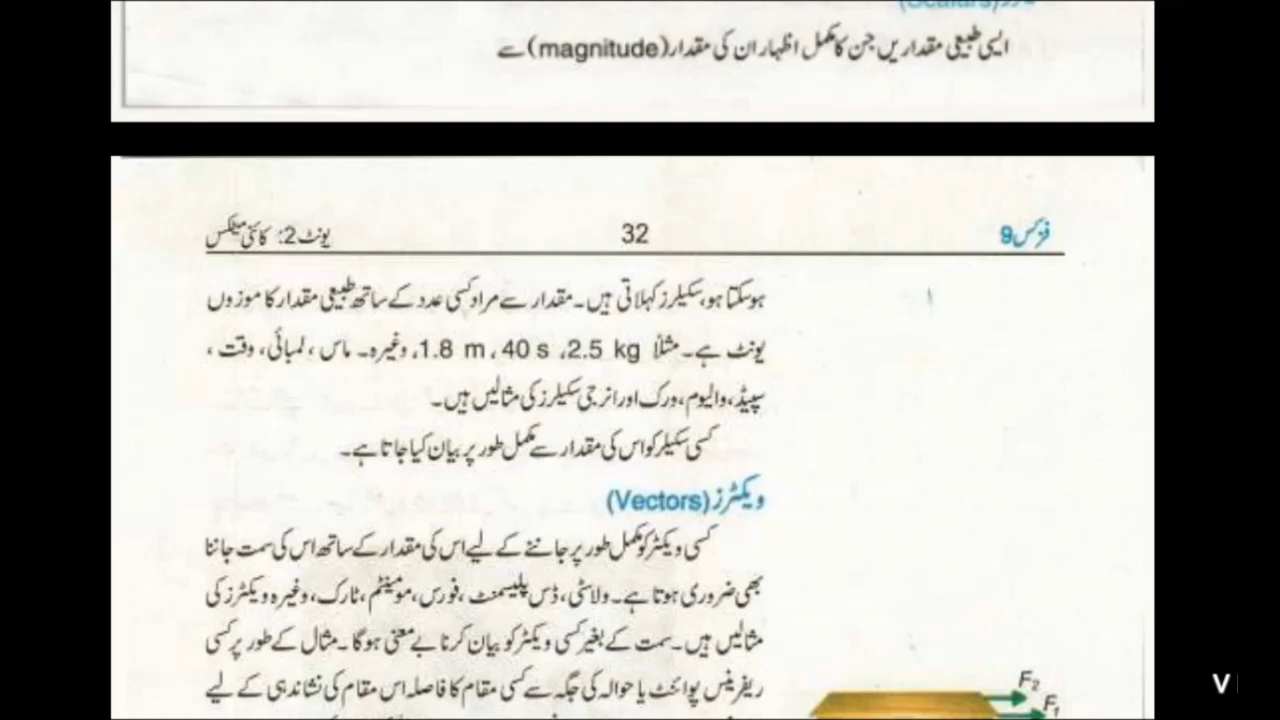 (Scalars)
ایسی طبیعی مقداریں جن کا مکمل اظہار ان کی مقدار (magnitude) سے
فزکس 9
32
یونٹ 2: کائنی میٹکس
ہوسکتا ہو، سکیلرز کہلاتی ہیں۔ مقدار سے مراد کسی عدد کے ساتھ طبیعی مقدار کا موزوں
یونٹ ہے۔ مثلاً 2.5 kg، 40 s، 1.8 m، وغیرہ۔ ماس، لمبائی، وقت،
سپیڈ، والیوم، ورک اور انرجی سکیلرز کی مثالیں ہیں۔
کسی سکیلر کو اس کی مقدار سے مکمل طور پر بیان کیا جاتا ہے۔
ویکٹرز (Vectors)
کسی ویکٹر کو مکمل طور پر جاننے کے لیے اس کی مقدار کے ساتھ اس کی سمت جاننا
بھی ضروری ہوتا ہے۔ ولاسٹی، ڈس پلیسمنٹ، فورس، مومینٹم، ٹارک، وغیرہ ویکٹرز کی
مثالیں ہیں۔ سمت کے بغیر کسی ویکٹر کو بیان کرنا بے معنی ہوگا۔ مثال کے طور پر کسی
ریفرینس پوائنٹ یا حوالہ کی جگہ سے کسی مقام کا فاصلہ اس مقام کی نشاندہی کے لیے
F2
F1
V